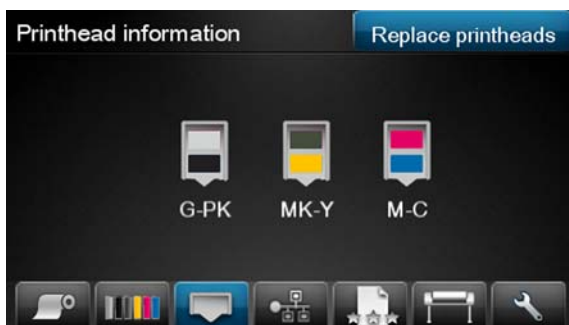 Printhead information
Replace printheads
G-PK MK-Y M-C